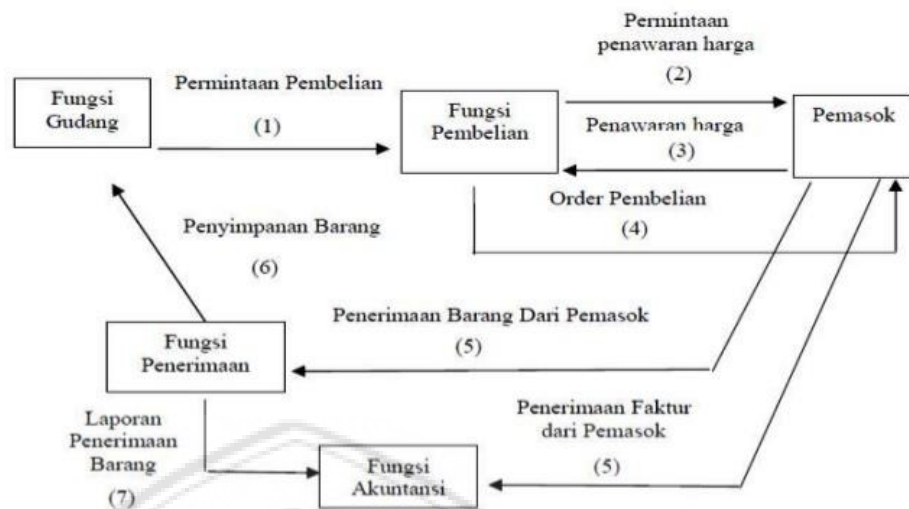 Permintaan
penawaran harga
(2)
Permintaan Pembelian
(1)
Fungsi
Gudang
Fungsi
Pembelian
Pemasok
Penawaran harga
(3)
Order Pembelian
(4)
Penyimpanan Barang
(6)
Penerimaan Barang Dari Pemasok
(5)
Fungsi
Penerimaan
Penerimaan Faktur
dari Pemasok
(5)
Laporan
Penerimaan
Barang
(7)
Fungsi
Akuntansi